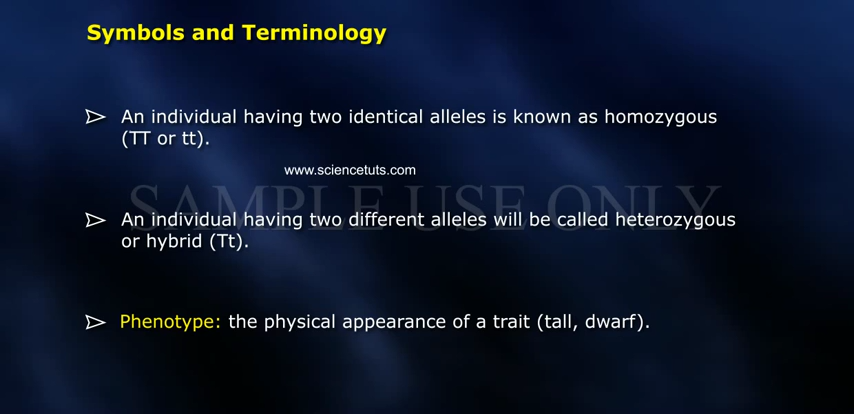 Symbols and Terminology
An individual having two identical alleles is known as homozygous
(TT or tt).
www.sciencetuts.com
SAMPLE USE ONLY
An individual having two different alleles will be called heterozygous
or hybrid (Tt).
Phenotype: the physical appearance of a trait (tall, dwarf).